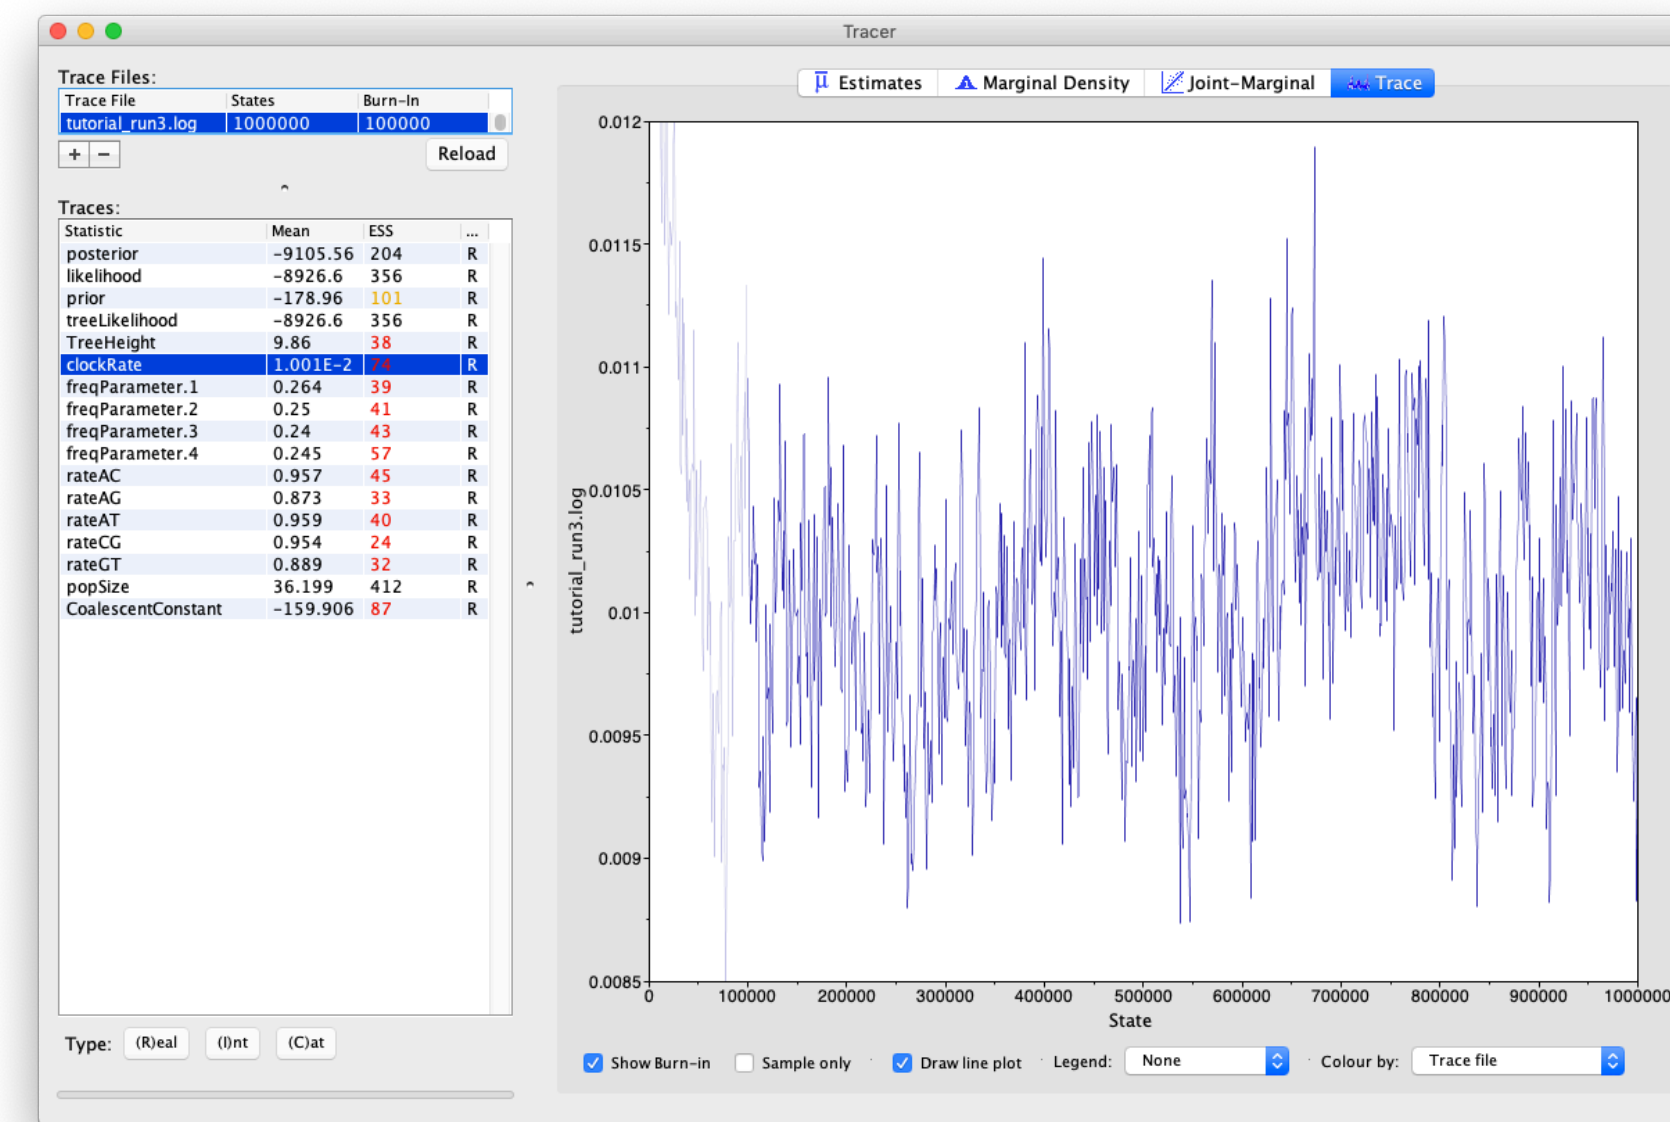 Tracer
Trace Files:
Trace File States Burn-In
tutorial_run3.log 1000000 100000
+ −
Reload
Traces:
Statistic Mean ESS ...
posterior -9105.56 204 R
likelihood -8926.6 356 R
prior -178.96 101 R
treeLikelihood -8926.6 356 R
TreeHeight 9.86 38 R
clockRate 1.001E-2 74 R
freqParameter.1 0.264 39 R
freqParameter.2 0.25 41 R
freqParameter.3 0.24 43 R
freqParameter.4 0.245 57 R
rateAC 0.957 45 R
rateAG 0.873 33 R
rateAT 0.959 40 R
rateCG 0.954 24 R
rateGT 0.889 32 R
popSize 36.199 412 R
CoalescentConstant -159.906 87 R
Type: (R)eal (I)nt (C)at
Estimates Marginal Density Joint-Marginal Trace
0.012
0.0115
0.011
0.0105
0.01
0.0095
0.009
0.0085
tutorial_run3.log
0 100000 200000 300000 400000 500000 600000 700000 800000 900000 1000000
State
Show Burn-in Sample only Draw line plot Legend: None Colour by: Trace file